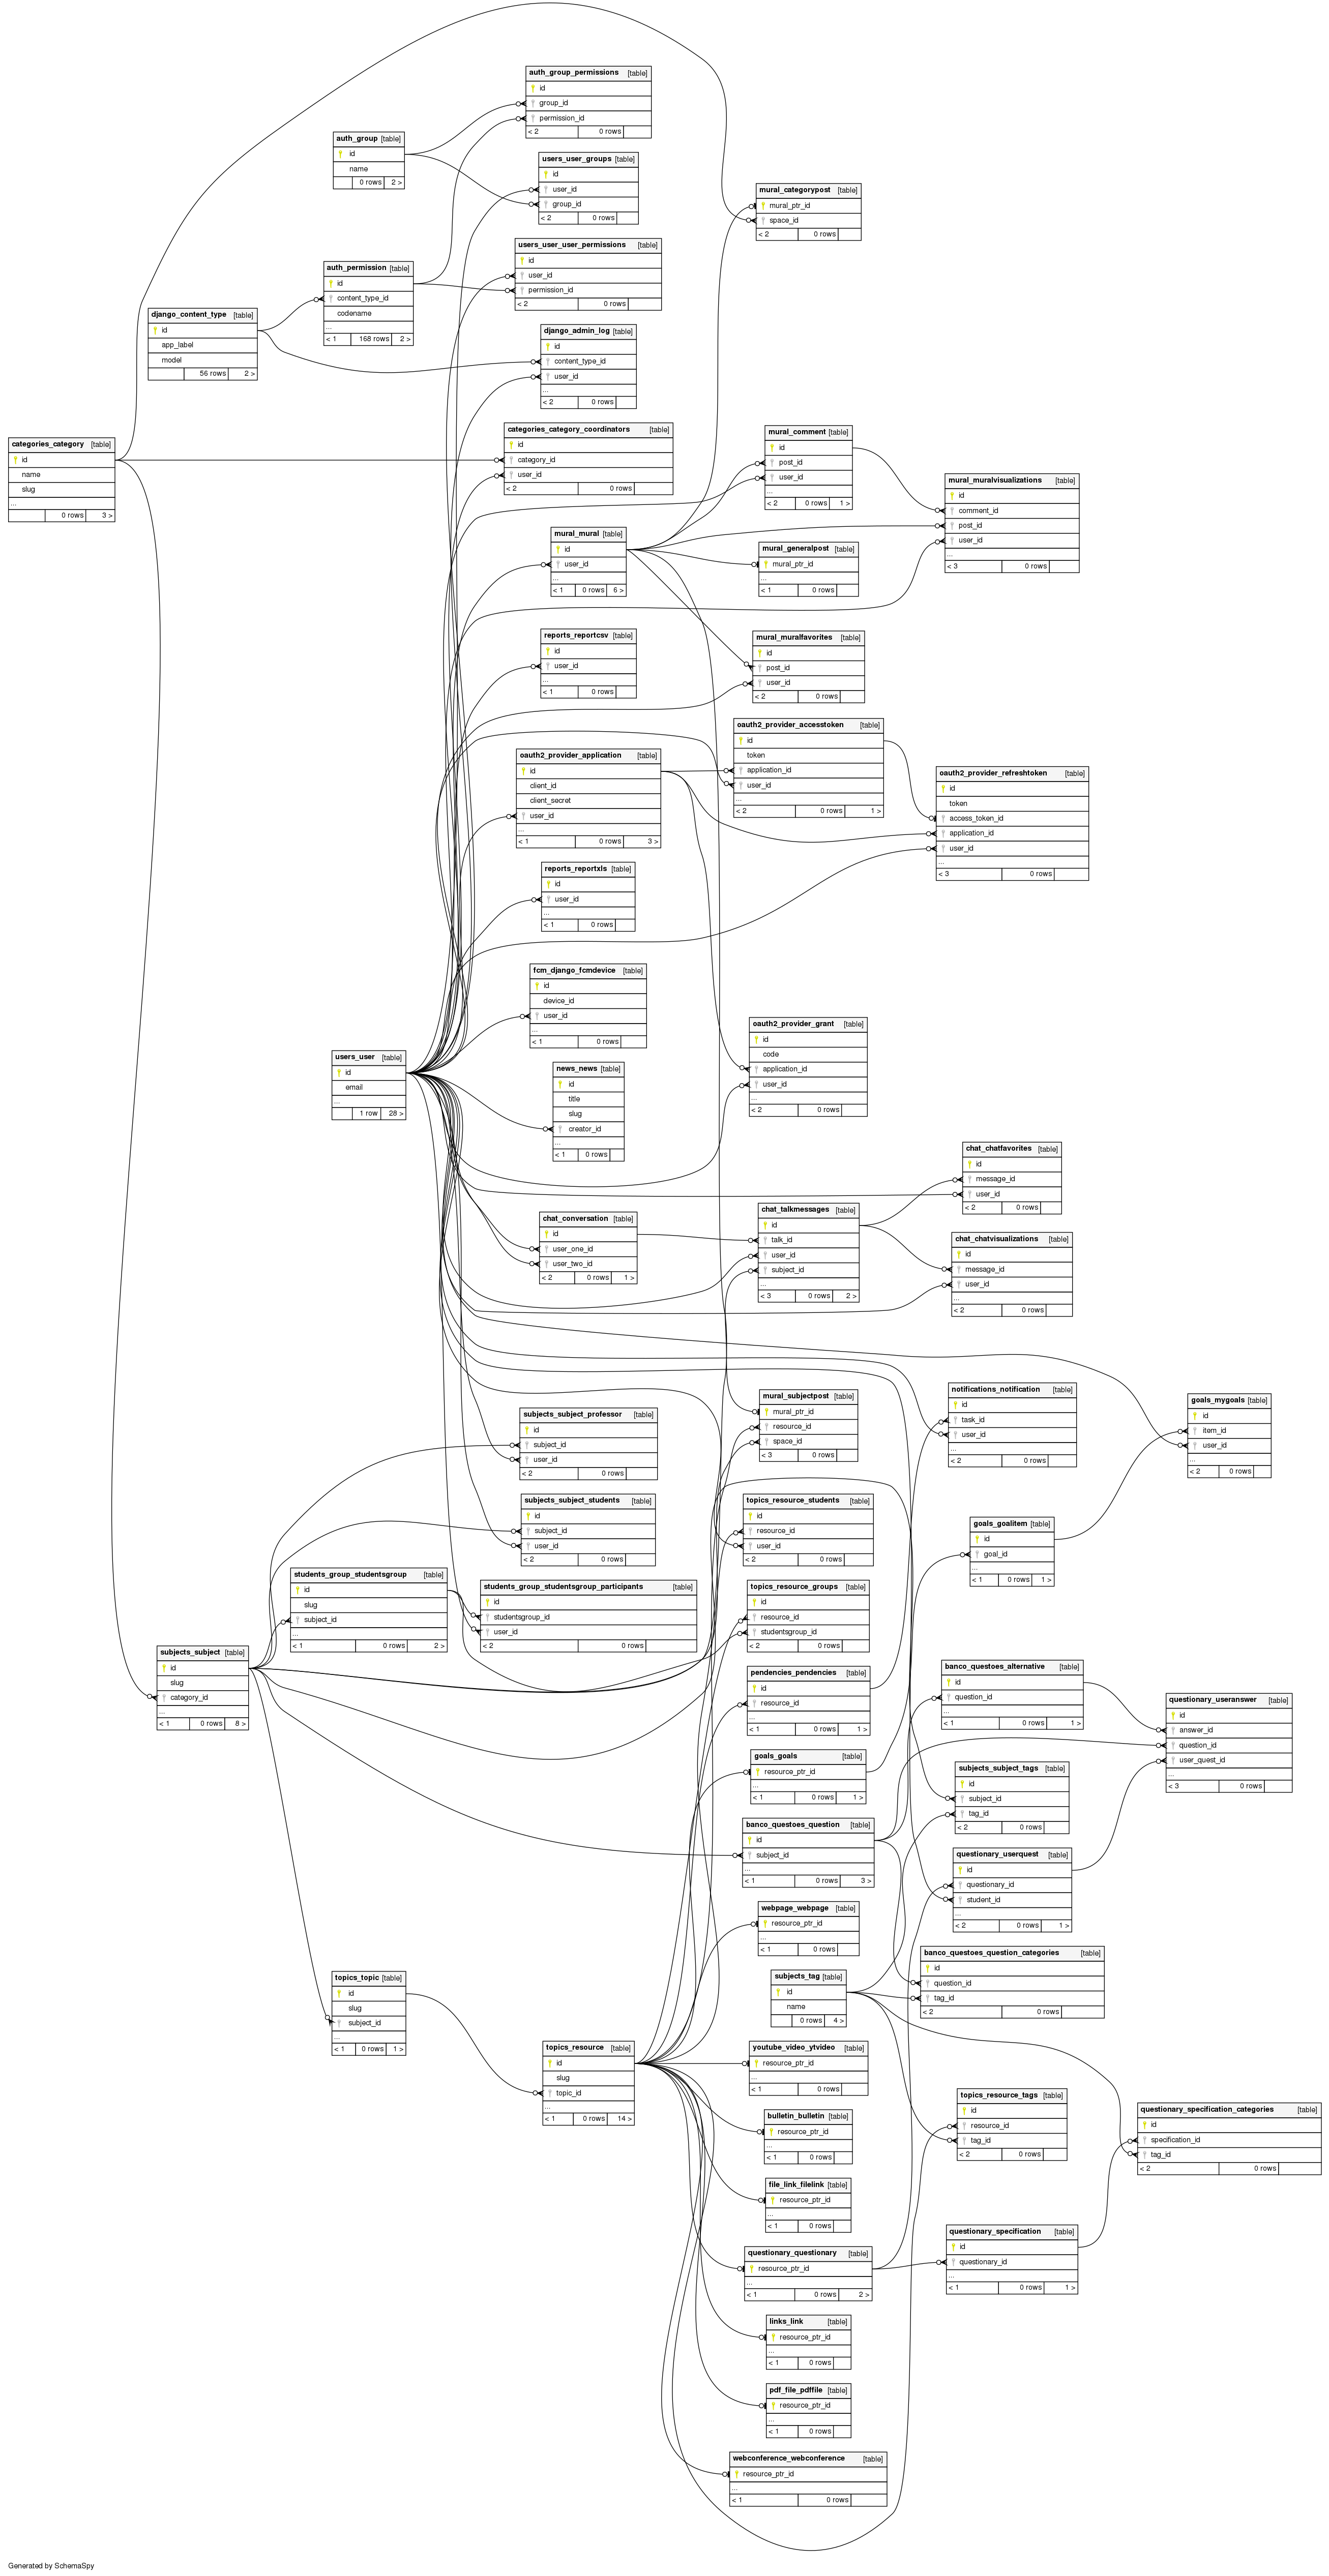 auth_group_permissions [table]
id
group_id
permission_id
< 2 0 rows
auth_group [table]
id
name
0 rows 2 >
users_user_groups [table]
id
user_id
group_id
< 2 0 rows
mural_categorypost [table]
mural_ptr_id
space_id
< 2 0 rows
users_user_user_permissions [table]
id
user_id
permission_id
< 2 0 rows
auth_permission [table]
id
content_type_id
codename
...
< 1 168 rows 2 >
django_content_type [table]
id
app_label
model
56 rows 2 >
django_admin_log [table]
id
content_type_id
user_id
...
< 2 0 rows
categories_category [table]
id
name
slug
...
0 rows 3 >
categories_category_coordinators [table]
id
category_id
user_id
< 2 0 rows
mural_comment [table]
id
post_id
user_id
...
< 2 0 rows 1 >
mural_muralvisualizations [table]
id
comment_id
post_id
user_id
...
< 3 0 rows
mural_mural [table]
id
user_id
...
< 1 0 rows 6 >
mural_generalpost [table]
mural_ptr_id
...
< 1 0 rows
reports_reportcsv [table]
id
user_id
...
< 1 0 rows
mural_muralfavorites [table]
id
post_id
user_id
< 2 0 rows
oauth2_provider_accesstoken [table]
id
token
application_id
user_id
...
< 2 0 rows 1 >
oauth2_provider_application [table]
id
client_id
client_secret
user_id
...
< 1 0 rows 3 >
oauth2_provider_refreshtoken [table]
id
token
access_token_id
application_id
user_id
...
< 3 0 rows
reports_reportxls [table]
id
user_id
...
< 1 0 rows
fcm_django_fcmdevice [table]
id
device_id
user_id
...
< 1 0 rows
oauth2_provider_grant [table]
id
code
application_id
user_id
...
< 2 0 rows
users_user [table]
id
email
...
1 row 28 >
news_news [table]
id
title
slug
creator_id
...
< 1 0 rows
chat_chatfavorites [table]
id
message_id
user_id
< 2 0 rows
chat_talkmessages [table]
id
talk_id
user_id
subject_id
...
< 3 0 rows 2 >
chat_conversation [table]
id
user_one_id
user_two_id
< 2 0 rows 1 >
chat_chatvisualizations [table]
id
message_id
user_id
...
< 2 0 rows
mural_subjectpost [table]
mural_ptr_id
resource_id
space_id
< 3 0 rows
notifications_notification [table]
id
task_id
user_id
...
< 2 0 rows
goals_mygoals [table]
id
item_id
user_id
...
< 2 0 rows
subjects_subject_professor [table]
id
subject_id
user_id
< 2 0 rows
subjects_subject_students [table]
id
subject_id
user_id
< 2 0 rows
topics_resource_students [table]
id
resource_id
user_id
< 2 0 rows
goals_goalitem [table]
id
goal_id
...
< 1 0 rows 1 >
students_group_studentsgroup [table]
id
slug
subject_id
...
< 1 0 rows 2 >
students_group_studentsgroup_participants [table]
id
studentsgroup_id
user_id
< 2 0 rows
topics_resource_groups [table]
id
resource_id
studentsgroup_id
< 2 0 rows
subjects_subject [table]
id
slug
category_id
...
< 1 0 rows 8 >
pendencies_pendencies [table]
id
resource_id
...
< 1 0 rows 1 >
banco_questoes_alternative [table]
id
question_id
...
< 1 0 rows 1 >
questionary_useranswer [table]
id
answer_id
question_id
user_quest_id
...
< 3 0 rows
goals_goals [table]
resource_ptr_id
...
< 1 0 rows 1 >
subjects_subject_tags [table]
id
subject_id
tag_id
< 2 0 rows
banco_questoes_question [table]
id
subject_id
...
< 1 0 rows 3 >
questionary_userquest [table]
id
questionary_id
student_id
...
< 2 0 rows 1 >
webpage_webpage [table]
resource_ptr_id
...
< 1 0 rows
banco_questoes_question_categories [table]
id
question_id
tag_id
< 2 0 rows
subjects_tag [table]
id
name
0 rows 4 >
topics_topic [table]
id
slug
subject_id
...
< 1 0 rows 1 >
topics_resource [table]
id
slug
topic_id
...
< 1 0 rows 14 >
youtube_video_ytvideo [table]
resource_ptr_id
...
< 1 0 rows
topics_resource_tags [table]
id
resource_id
tag_id
< 2 0 rows
questionary_specification_categories [table]
id
specification_id
tag_id
< 2 0 rows
bulletin_bulletin [table]
resource_ptr_id
...
< 1 0 rows
file_link_filelink [table]
resource_ptr_id
...
< 1 0 rows
questionary_specification [table]
id
questionary_id
...
< 1 0 rows 1 >
questionary_questionary [table]
resource_ptr_id
...
< 1 0 rows 2 >
links_link [table]
resource_ptr_id
...
< 1 0 rows
pdf_file_pdffile [table]
resource_ptr_id
...
< 1 0 rows
webconference_webconference [table]
resource_ptr_id
...
< 1 0 rows
Generated by SchemaSpy